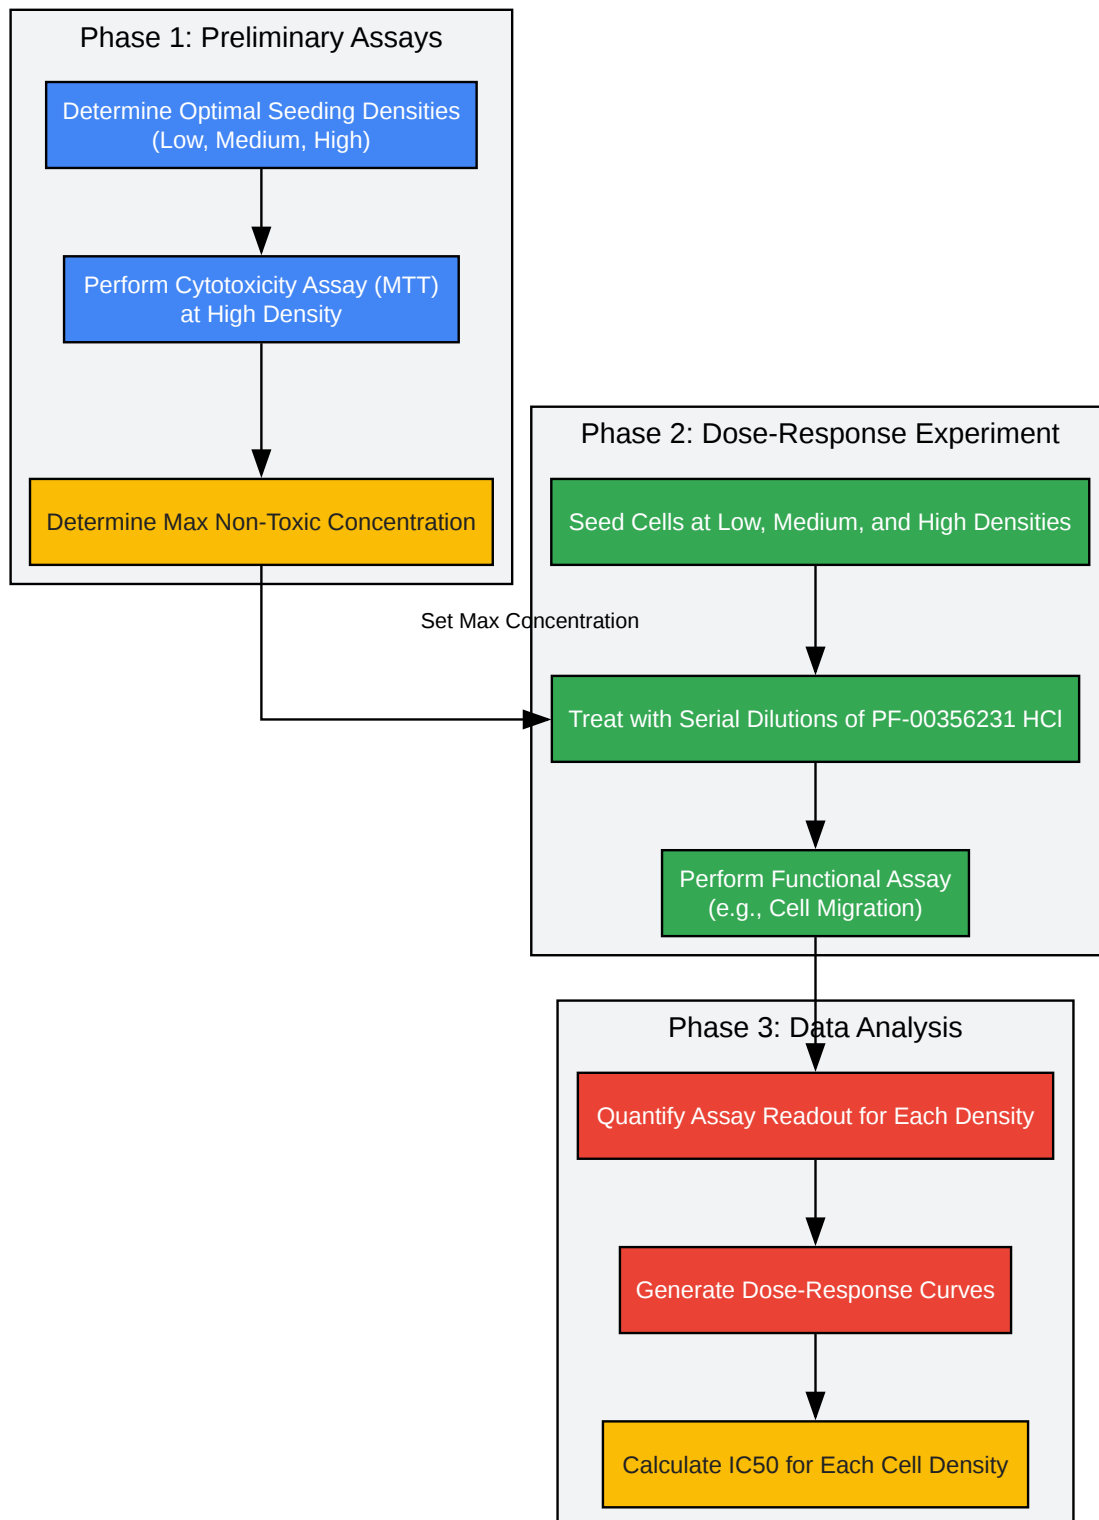 Phase 1: Preliminary Assays
Determine Optimal Seeding Densities
(Low, Medium, High)
Perform Cytotoxicity Assay (MTT)
at High Density
Determine Max Non-Toxic Concentration
Set Max Concentration
Phase 2: Dose-Response Experiment
Seed Cells at Low, Medium, and High Densities
Treat with Serial Dilutions of PF-00356231 HCl
Perform Functional Assay
(e.g., Cell Migration)
Phase 3: Data Analysis
Quantify Assay Readout for Each Density
Generate Dose-Response Curves
Calculate IC50 for Each Cell Density